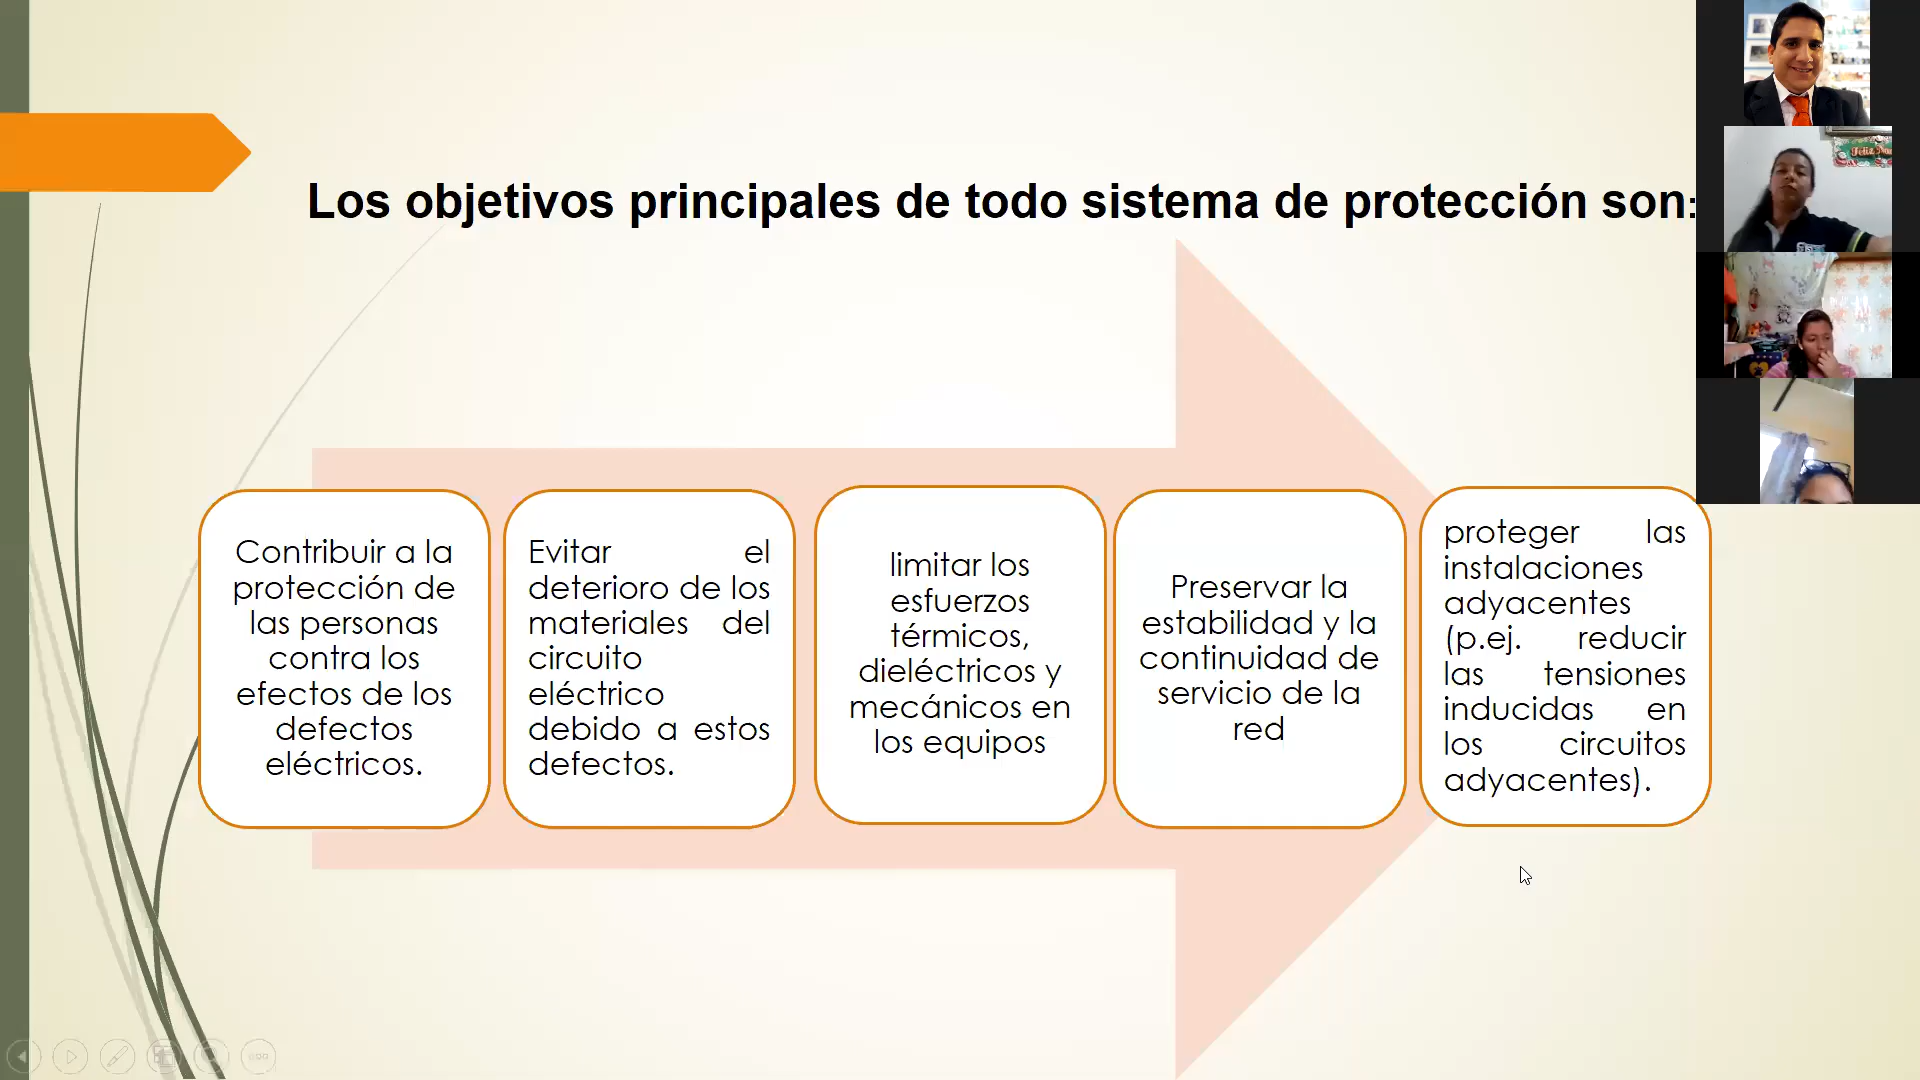 Los objetivos principales de todo sistema de protección son:
Contribuir a la
protección de
las personas
contra los
efectos de los
defectos
eléctricos.
Evitar el
deterioro de los
materiales del
circuito
eléctrico
debido a estos
defectos.
limitar los
esfuerzos
térmicos,
dieléctricos y
mecánicos en
los equipos
Preservar la
estabilidad y la
continuidad de
servicio de la
red
proteger las
instalaciones
adyacentes
(p.ej. reducir
las tensiones
inducidas en
los circuitos
adyacentes).
Feliz